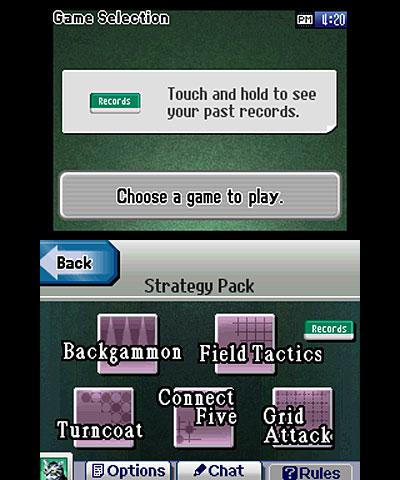 Game Selection
PM 4:20
Records
Touch and hold to see
your past records.
Choose a game to play.
Back
Strategy Pack
Records
Backgammon
Field Tactics
Turncoat
Connect
Five
Grid
Attack
Options
Chat
?Rules